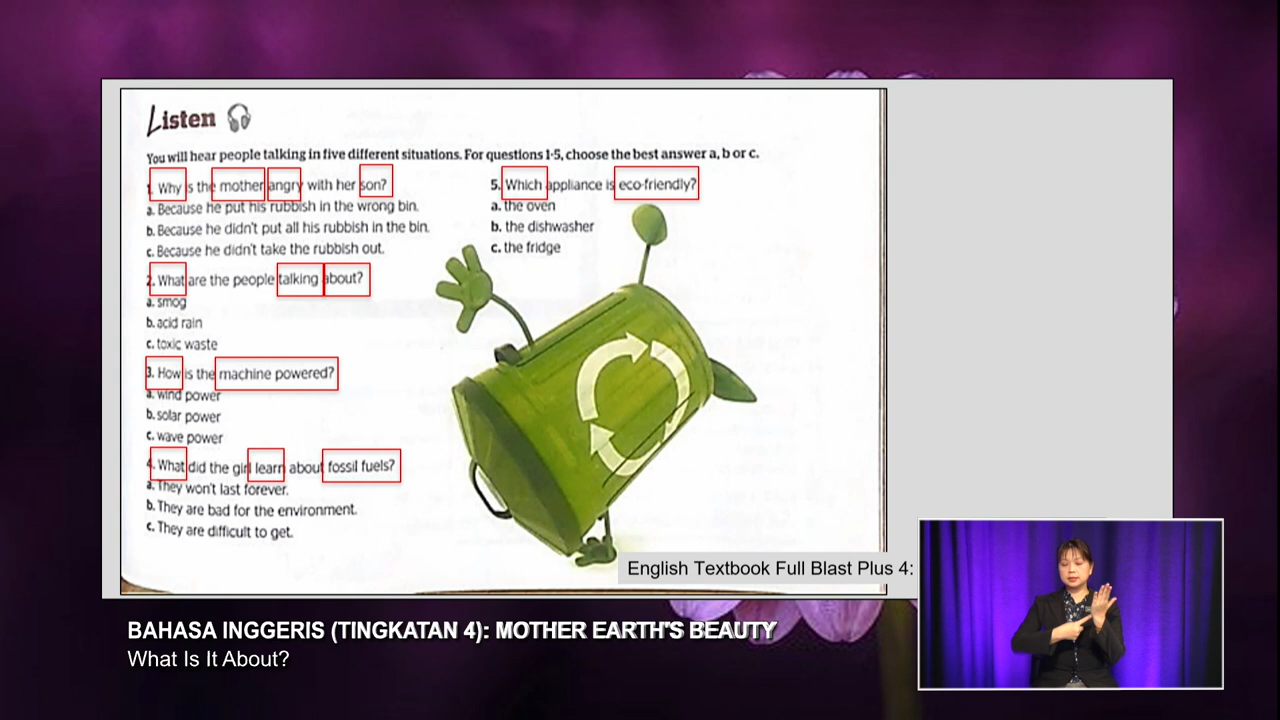 Listen
You will hear people talking in five different situations. For questions 1-5, choose the best answer a, b or c.
1. Why is the mother angry with her son?
a. Because he put his rubbish in the wrong bin.
b. Because he didn't put all his rubbish in the bin.
c. Because he didn't take the rubbish out.
2. What are the people talking about?
a. smog
b. acid rain
c. toxic waste
3. How is the machine powered?
a. wind power
b. solar power
c. wave power
4. What did the girl learn about fossil fuels?
a. They won't last forever.
b. They are bad for the environment.
c. They are difficult to get.
5. Which appliance is eco-friendly?
a. the oven
b. the dishwasher
c. the fridge
English Textbook Full Blast Plus 4:
BAHASA INGGERIS (TINGKATAN 4): MOTHER EARTH'S BEAUTY
What Is It About?